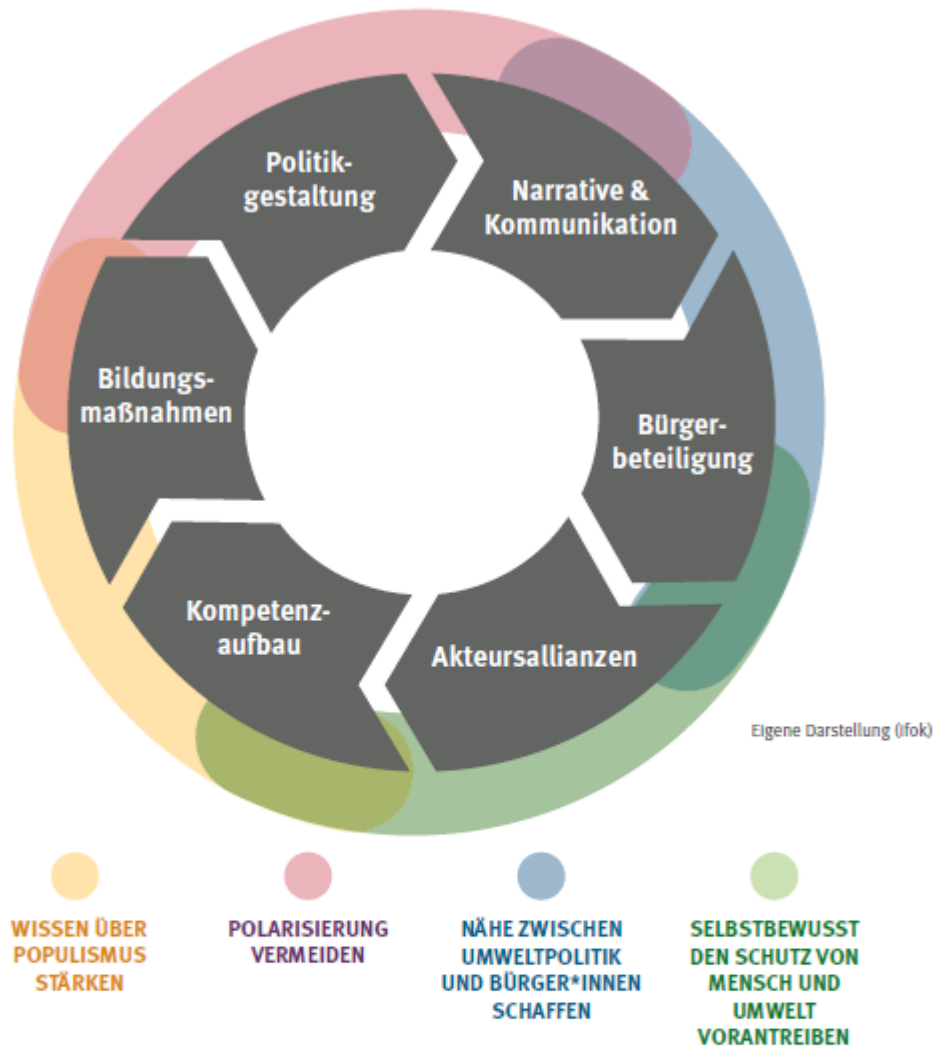 Politik-
gestaltung
Narrative &
Kommunikation
Bildungs-
maßnahmen
Bürger-
beteiligung
Kompetenz-
aufbau
Akteursallianzen
Eigene Darstellung (ifok)
WISSEN ÜBER
POPULISMUS
STÄRKEN
POLARISIERUNG
VERMEIDEN
NÄHE ZWISCHEN
UMWELTPOLITIK
UND BÜRGER*INNEN
SCHAFFEN
SELBSTBEWUSST
DEN SCHUTZ VON
MENSCH UND
UMWELT
VORANTREIBEN